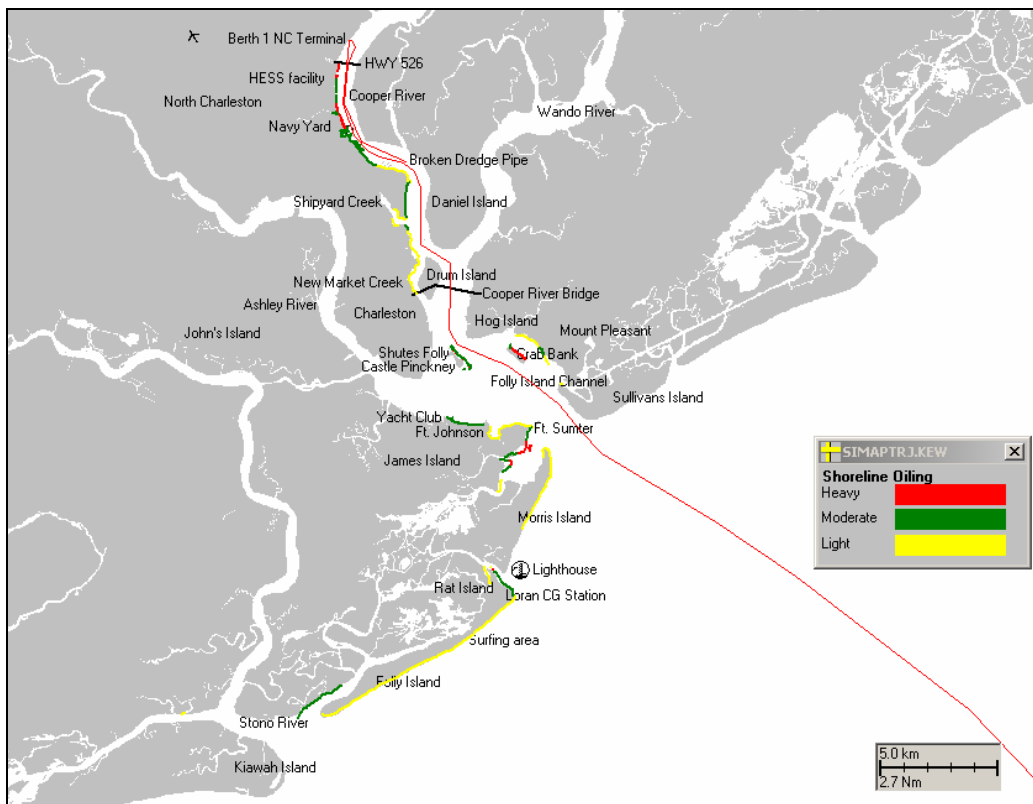 Berth 1 NC Terminal
HWY 526
HESS facility
Cooper River
North Charleston
Wando River
Navy Yard
Broken Dredge Pipe
Shipyard Creek
Daniel Island
Drum Island
New Market Creek
Cooper River Bridge
Ashley River
Charleston
Hog Island
John's Island
Mount Pleasant
Shutes Folly
Crab Bank
Castle Pinckney
Folly Island Channel
Sullivans Island
Yacht Club
Ft. Johnson
Ft. Sumter
James Island
SIMAPTRJ.KEW
Shoreline Oiling
Heavy
Moderate
Light
Morris Island
Lighthouse
Rat Island
Loran CG Station
Surfing area
Folly Island
Stono River
Kiawah Island
5.0 km
2.7 Nm